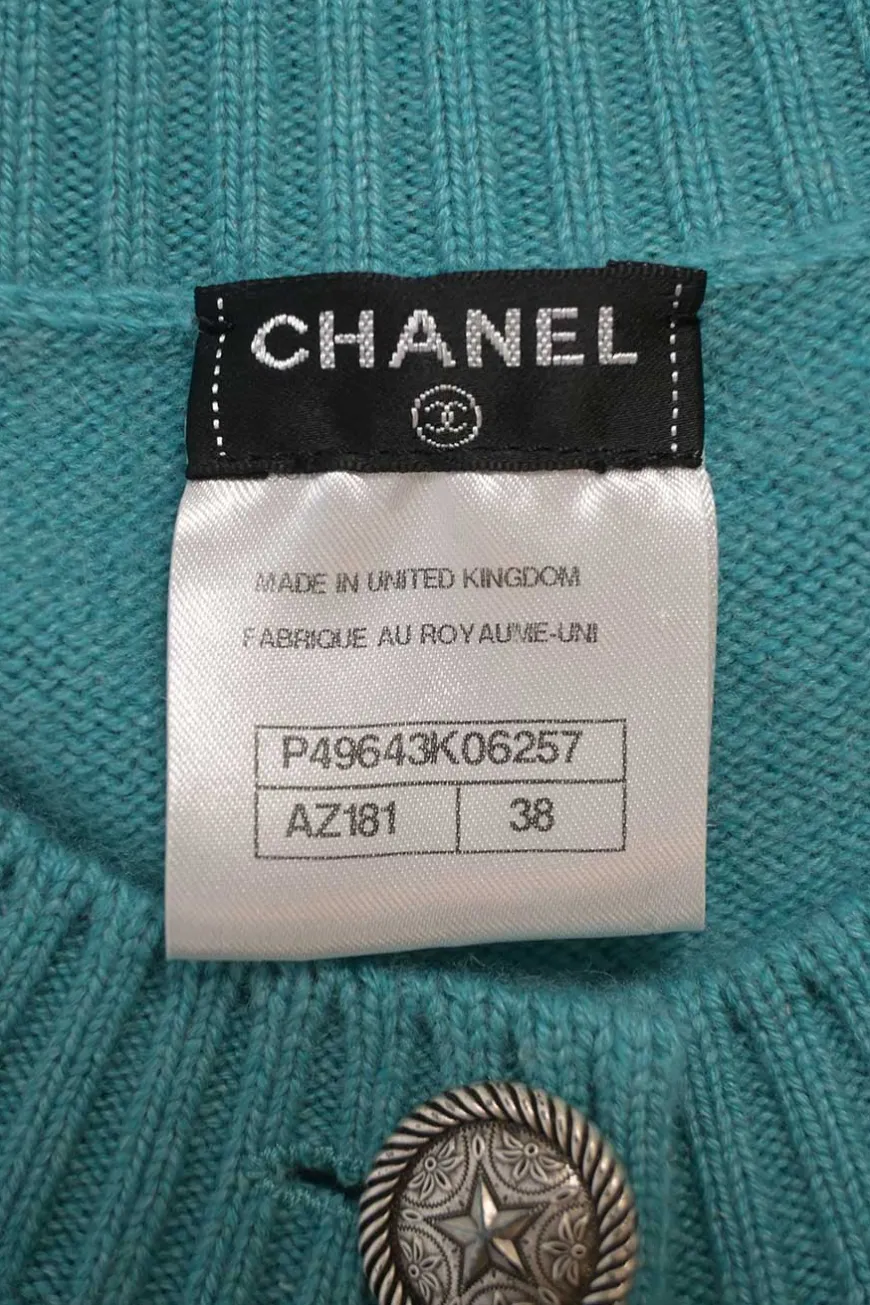 CHANEL
MADE IN UNITED KINGDOM
FABRIQUE AU ROYAUME-UNI
P49643K06257
AZ181 38